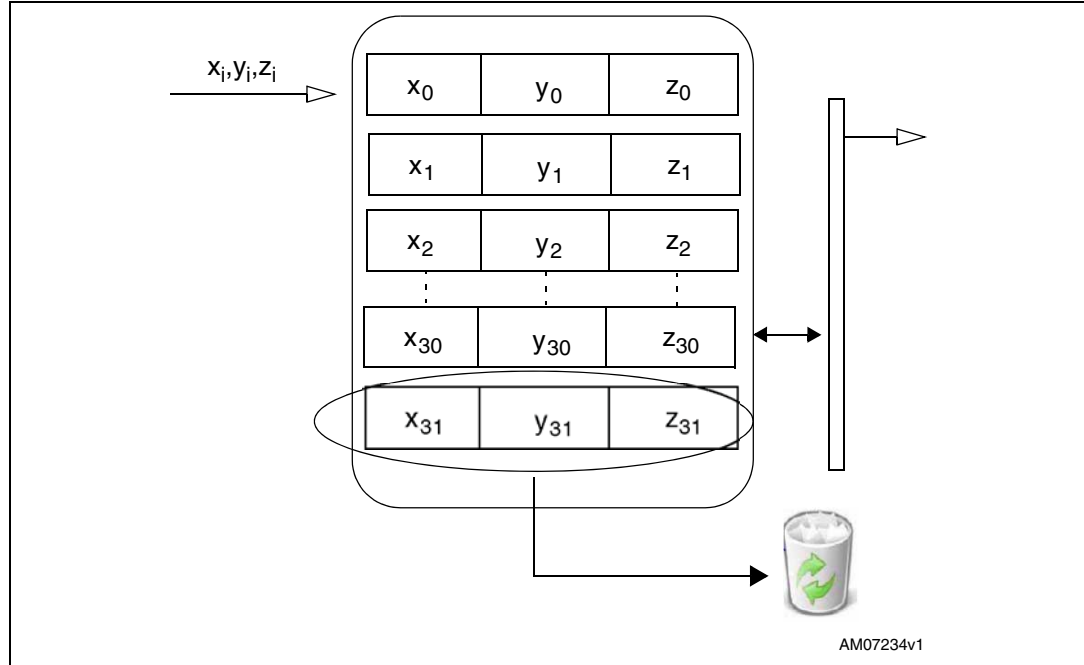 xᵢ,yᵢ,zᵢ
x₀ y₀ z₀
x₁ y₁ z₁
x₂ y₂ z₂
x₃₀ y₃₀ z₃₀
x₃₁ y₃₁ z₃₁
AM07234v1